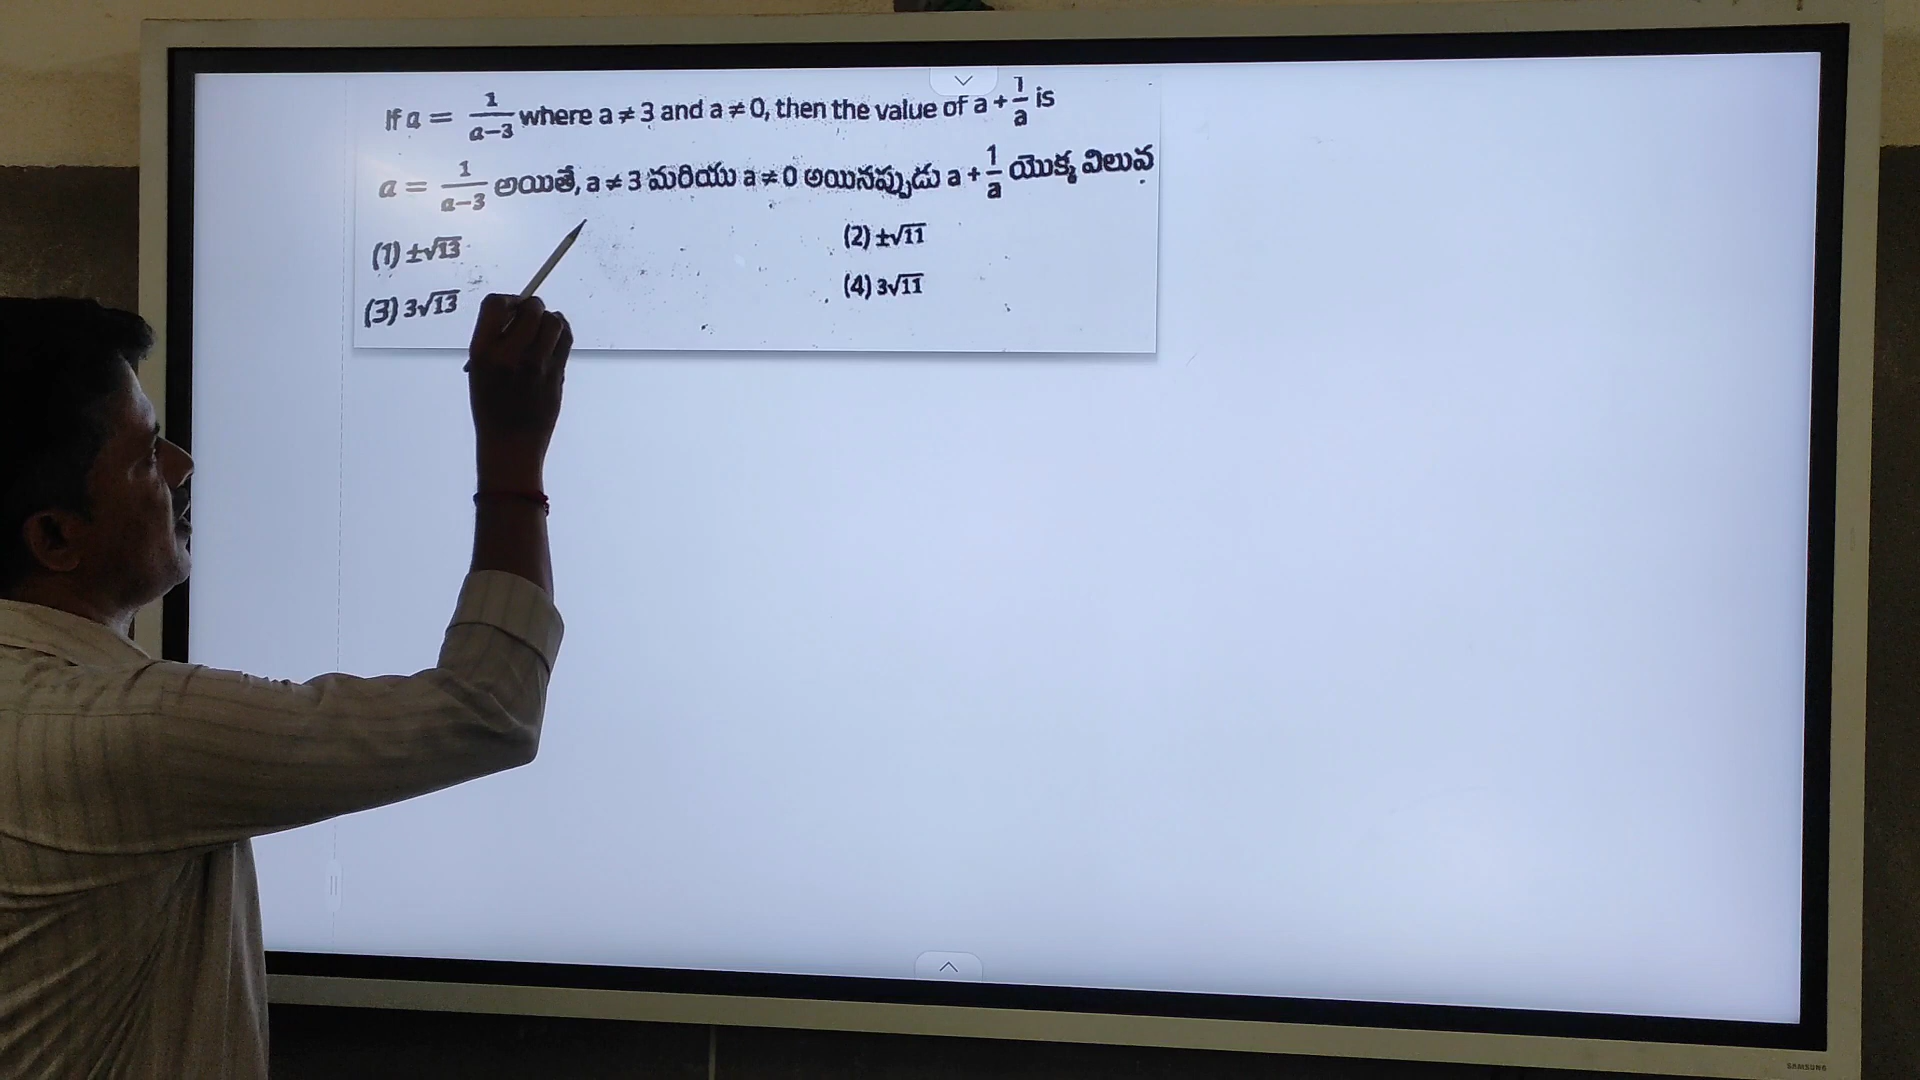 If a = 1/(a−3) where a ≠ 3 and a ≠ 0, then the value of a + 1/a is
a = 1/(a−3) అయితే, a ≠ 3 మరియు a ≠ 0 అయినప్పుడు a + 1/a యొక్క విలువ
(1) ±√13 (2) ±√11
(3) 3√13 (4) 3√11
SAMSUNG